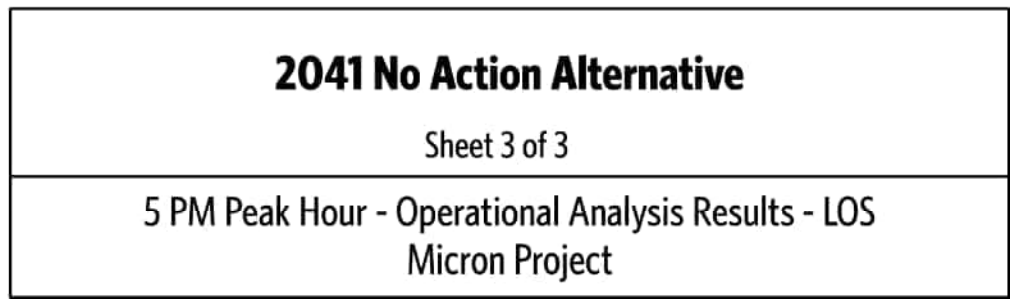 2041 No Action Alternative
Sheet 3 of 3
5 PM Peak Hour - Operational Analysis Results - LOS
Micron Project